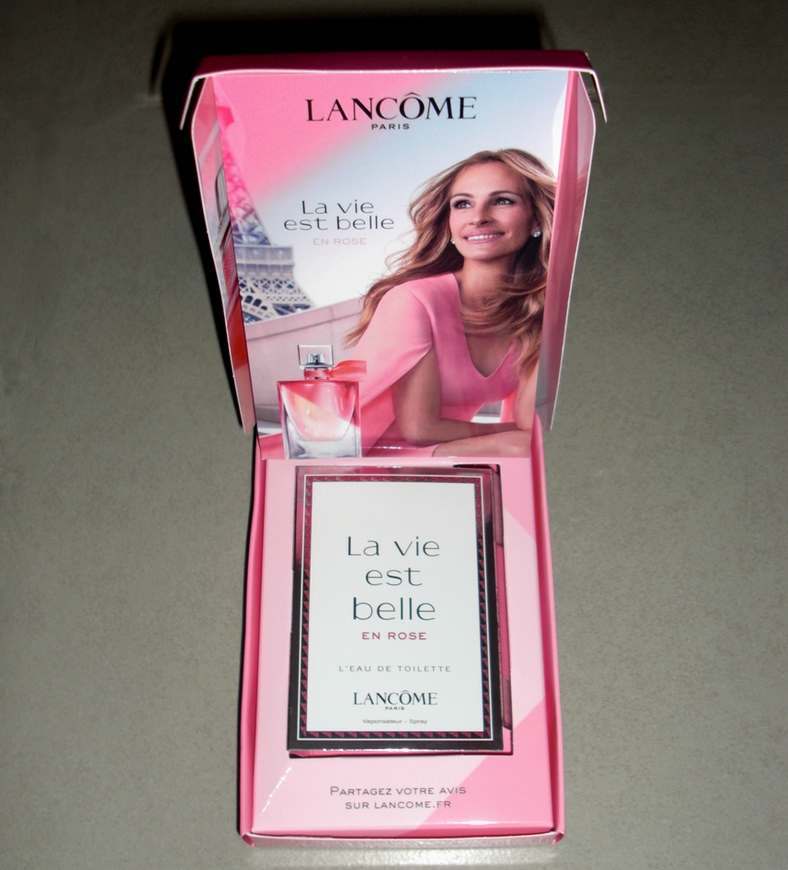 LANCÔME
PARIS
La vie
est belle
EN ROSE
La vie
est
belle
EN ROSE
L'EAU DE TOILETTE
LANCÔME
PARIS
Vaporisateur - Spray
PARTAGEZ VOTRE AVIS
SUR LANCOME.FR